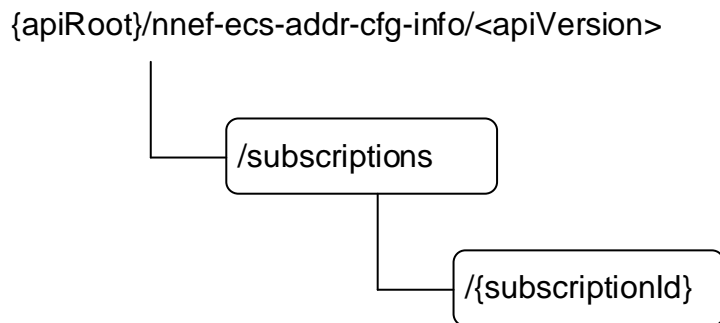 {apiRoot}/nnef-ecs-addr-cfg-info/<apiVersion>
/subscriptions
/{subscriptionId}